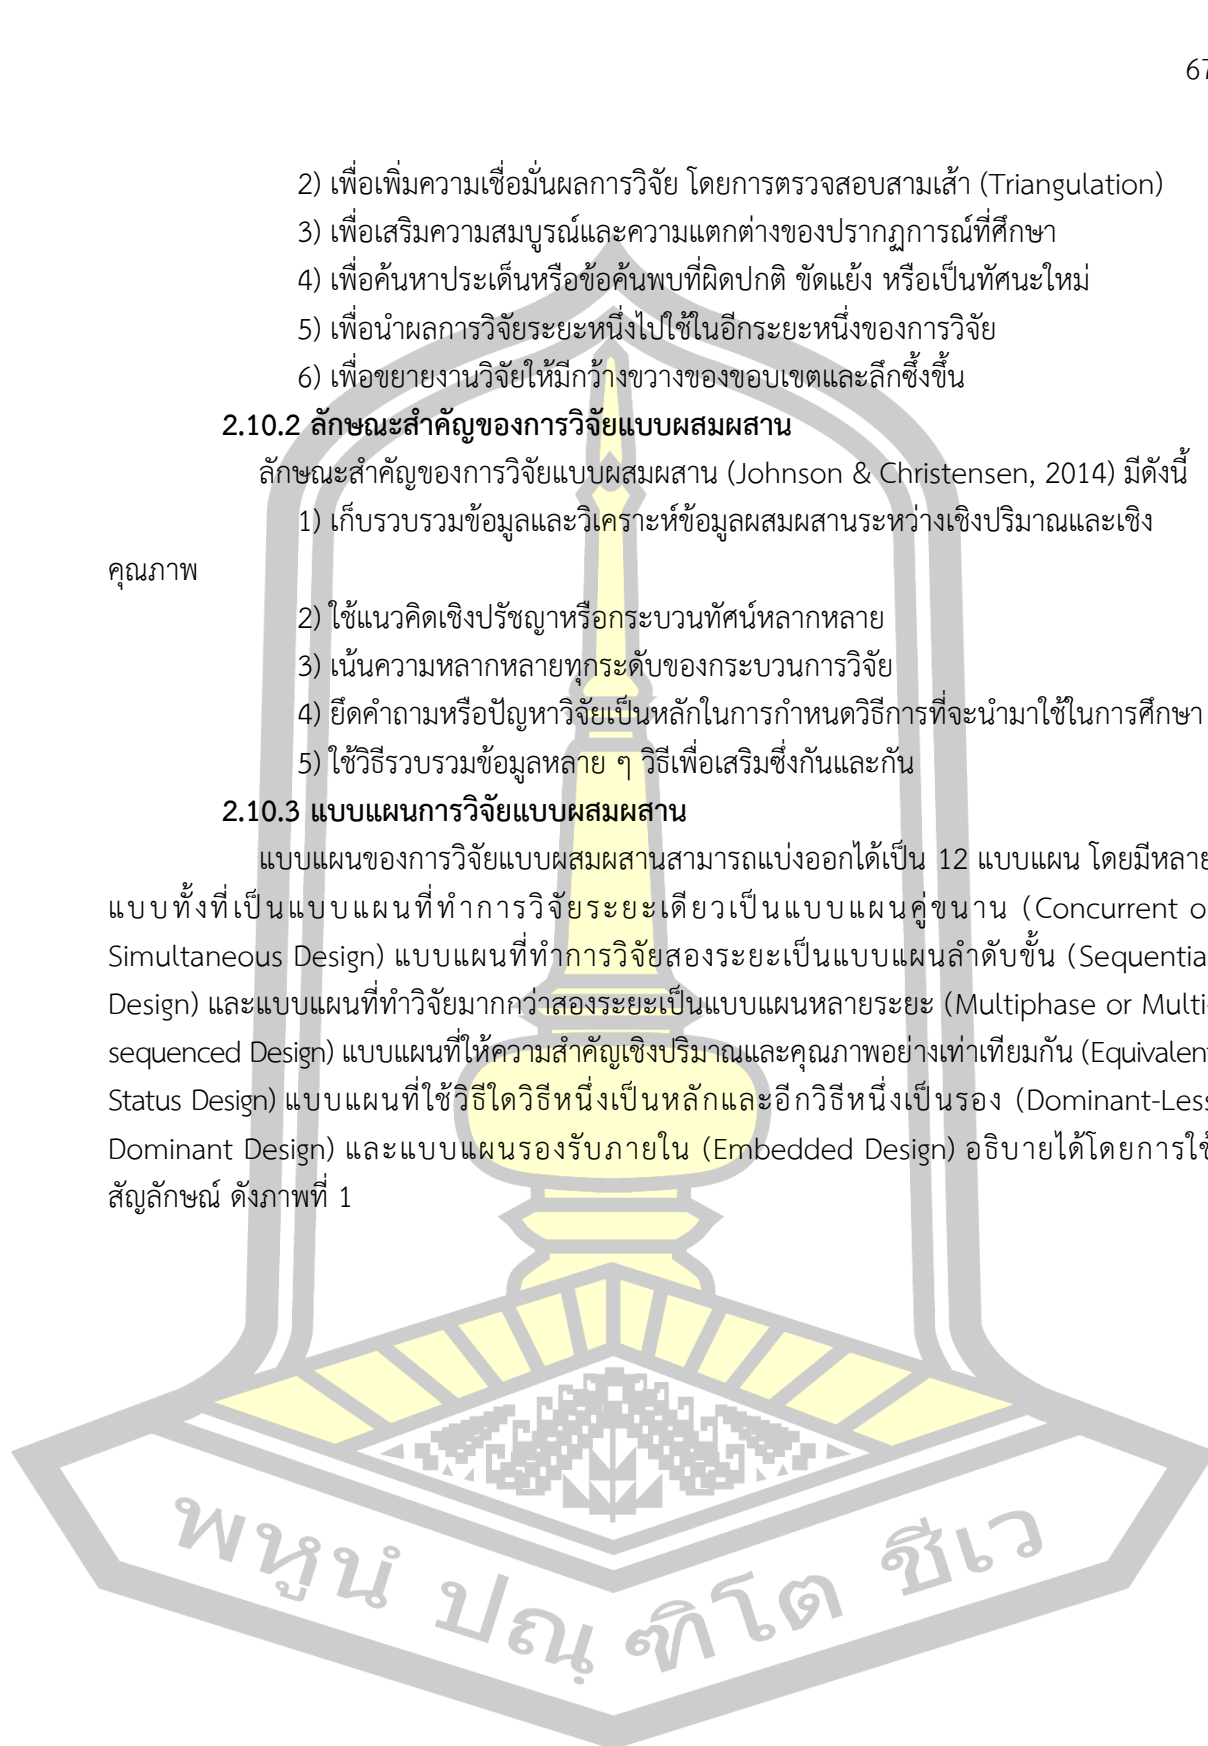 67
2) เพื่อเพิ่มความเชื่อมั่นผลการวิจัย โดยการตรวจสอบสามเส้า (Triangulation)
3) เพื่อเสริมความสมบูรณ์และความแตกต่างของปรากฏการณ์ที่ศึกษา
4) เพื่อค้นหาประเด็นหรือข้อค้นพบที่ผิดปกติ ขัดแย้ง หรือเป็นทัศนะใหม่
5) เพื่อนำผลการวิจัยระยะหนึ่งไปใช้ในอีกระยะหนึ่งของการวิจัย
6) เพื่อขยายงานวิจัยให้มีกว้างขวางของขอบเขตและลึกซึ้งขึ้น
2.10.2 ลักษณะสำคัญของการวิจัยแบบผสมผสาน
ลักษณะสำคัญของการวิจัยแบบผสมผสาน (Johnson & Christensen, 2014) มีดังนี้
1) เก็บรวบรวมข้อมูลและวิเคราะห์ข้อมูลผสมผสานระหว่างเชิงปริมาณและเชิง
คุณภาพ
2) ใช้แนวคิดเชิงปรัชญาหรือกระบวนทัศน์หลากหลาย
3) เน้นความหลากหลายทุกระดับของกระบวนการวิจัย
4) ยึดคำถามหรือปัญหาวิจัยเป็นหลักในการกำหนดวิธีการที่จะนำมาใช้ในการศึกษา
5) ใช้วิธีรวบรวมข้อมูลหลาย ๆ วิธีเพื่อเสริมซึ่งกันและกัน
2.10.3 แบบแผนการวิจัยแบบผสมผสาน
แบบแผนของการวิจัยแบบผสมผสานสามารถแบ่งออกได้เป็น 12 แบบแผน โดยมีหลาย
แบบทั้งที่เป็นแบบแผนที่ทำการวิจัยระยะเดียวเป็นแบบแผนคู่ขนาน (Concurrent o
Simultaneous Design) แบบแผนที่ทำการวิจัยสองระยะเป็นแบบแผนลำดับขั้น (Sequentia
Design) และแบบแผนที่ทำวิจัยมากกว่าสองระยะเป็นแบบแผนหลายระยะ (Multiphase or Multi-
sequenced Design) แบบแผนที่ให้ความสำคัญเชิงปริมาณและคุณภาพอย่างเท่าเทียมกัน (Equivalent
Status Design) แบบแผนที่ใช้วิธีใดวิธีหนึ่งเป็นหลักและอีกวิธีหนึ่งเป็นรอง (Dominant-Less
Dominant Design) และแบบแผนรองรับภายใน (Embedded Design) อธิบายได้โดยการใช้
สัญลักษณ์ ดังภาพที่ 1
พหูนํ ปณฺฑิโต ชีเว